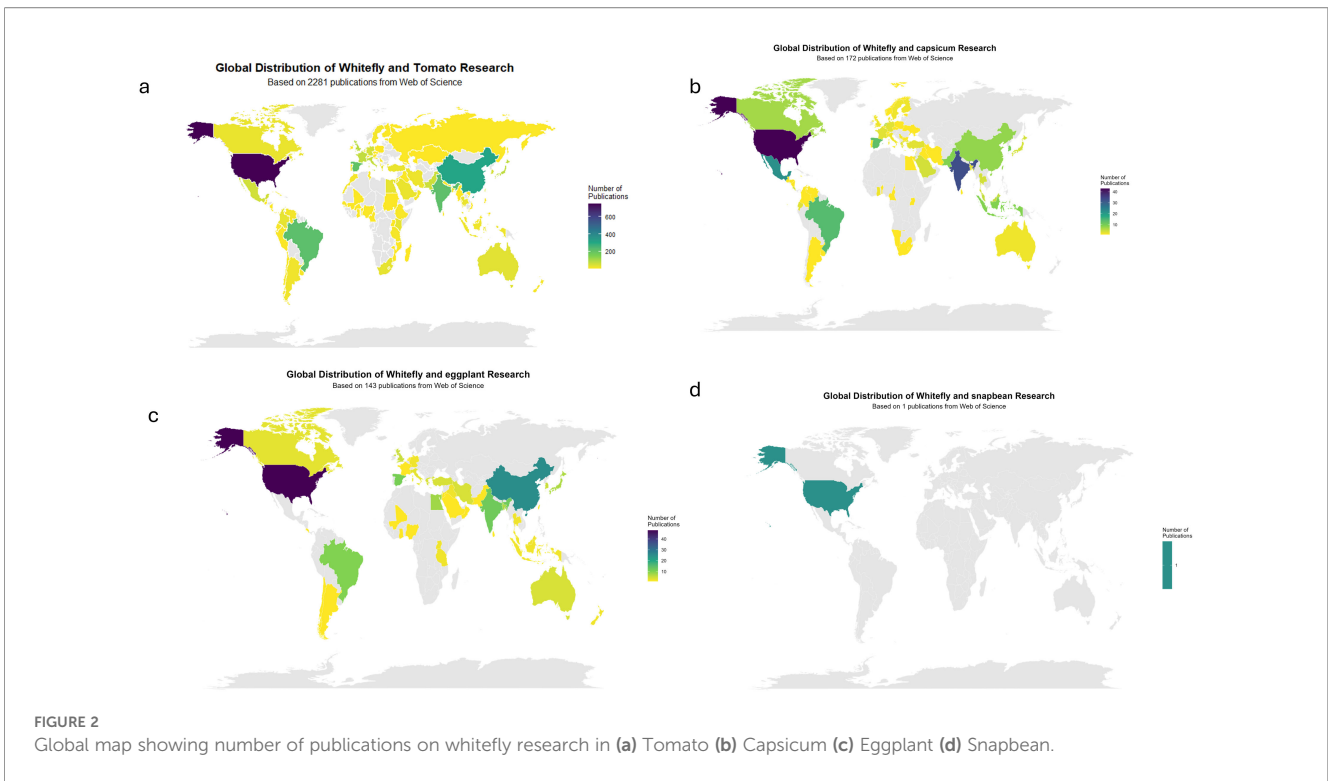 a
Global Distribution of Whitefly and Tomato Research
Based on 2281 publications from Web of Science
Number of
Publications
600
400
200
b
Global Distribution of Whitefly and capsicum Research
Based on 172 publications from Web of Science
Number of
Publications
40
30
20
10
c
Global Distribution of Whitefly and eggplant Research
Based on 143 publications from Web of Science
Number of
Publications
40
30
20
10
d
Global Distribution of Whitefly and snapbean Research
Based on 1 publications from Web of Science
Number of
Publications
1
FIGURE 2
Global map showing number of publications on whitefly research in (a) Tomato (b) Capsicum (c) Eggplant (d) Snapbean.